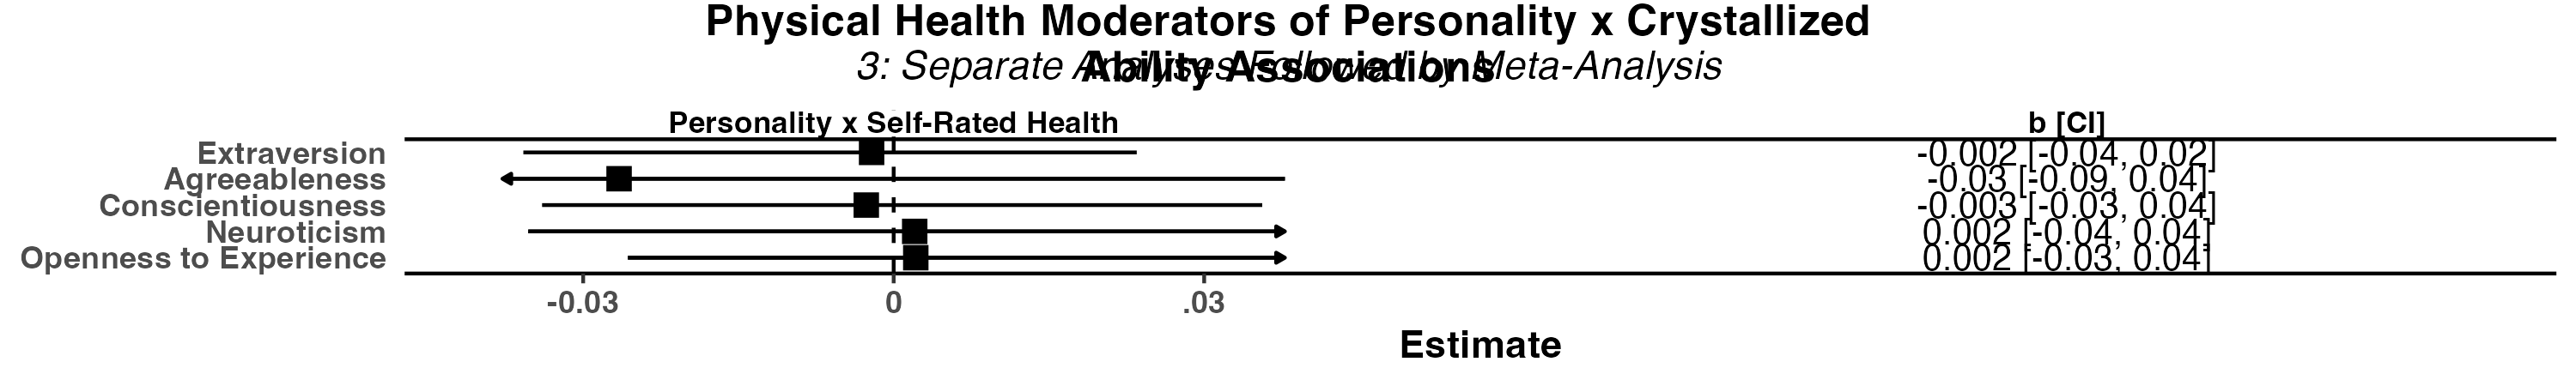 Physical Health Moderators of Personality x Crystallized
Ability Associations
3: Separate Analyses Followed by Meta-Analysis
Personality x Self-Rated Health
b [CI]
Extraversion
-0.002 [-0.04, 0.02]
Agreeableness
-0.03 [-0.09, 0.04]
Conscientiousness
-0.003 [-0.03, 0.04]
Neuroticism
0.002 [-0.04, 0.04]
Openness to Experience
0.002 [-0.03, 0.04]
-0.03
0
.03
Estimate